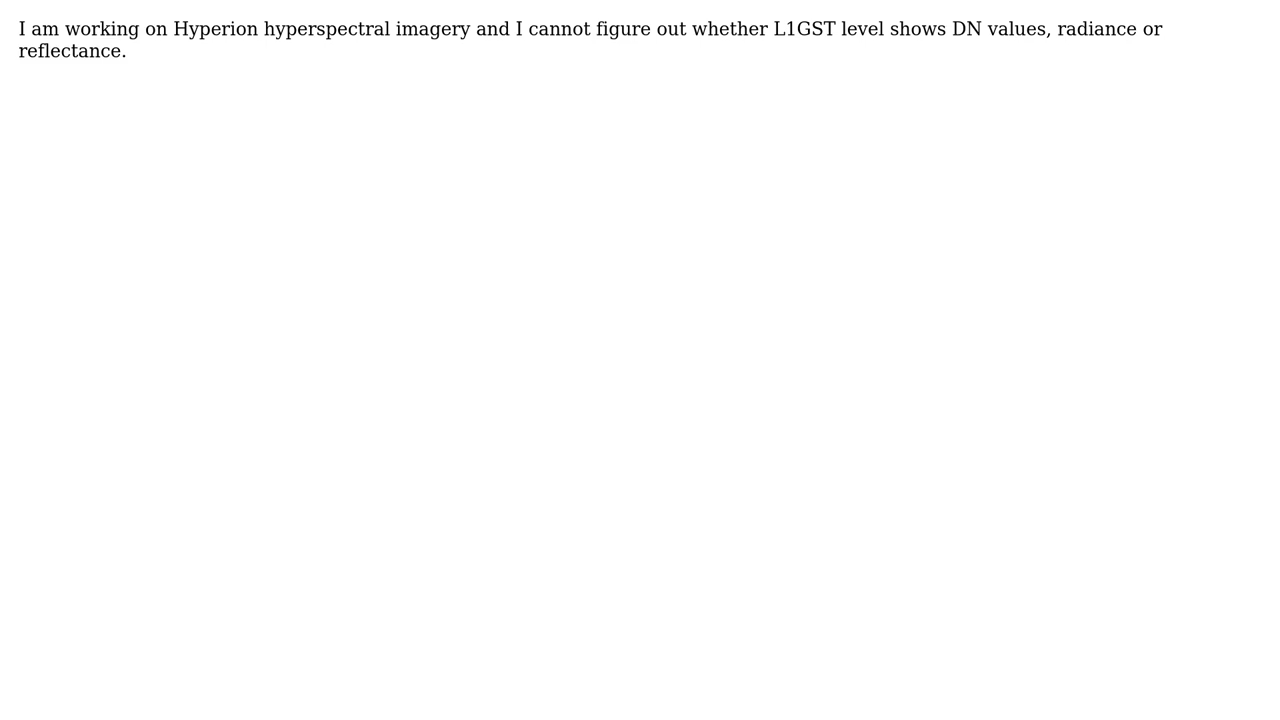 I am working on Hyperion hyperspectral imagery and I cannot figure out whether L1GST level shows DN values, radiance or
reflectance.